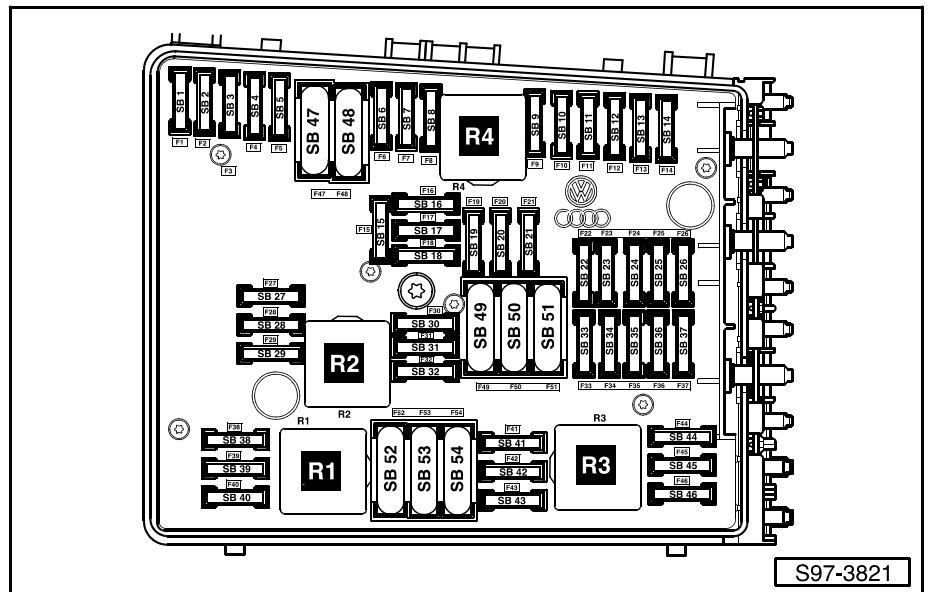 SB 1
SB 2
SB 3
SB 4
SB 5
SB 47
SB 48
SB 6
SB 7
SB 8
R4
SB 9
SB 10
SB 11
SB 12
SB 13
SB 14
F1
F2
F3
F4
F5
F47
F48
F6
F7
F8
R4
F9
F10
F11
F12
F13
F14
F15
SB 15
F16
SB 16
F17
SB 17
F18
SB 18
F19
F20
F21
SB 19
SB 20
SB 21
F22
F23
F24
F25
F26
SB 22
SB 23
SB 24
SB 25
SB 26
F27
SB 27
F28
SB 28
F29
SB 29
R2
R2
F30
SB 30
F31
SB 31
F32
SB 32
SB 49
SB 50
SB 51
F49
F50
F51
SB 33
SB 34
SB 35
SB 36
SB 37
F33
F34
F35
F36
F37
F38
SB 38
F39
SB 39
F40
SB 40
R1
R1
F52
F53
F54
SB 52
SB 53
SB 54
F41
SB 41
F42
SB 42
F43
SB 43
R3
R3
F44
SB 44
F45
SB 45
F46
SB 46
S97-3821